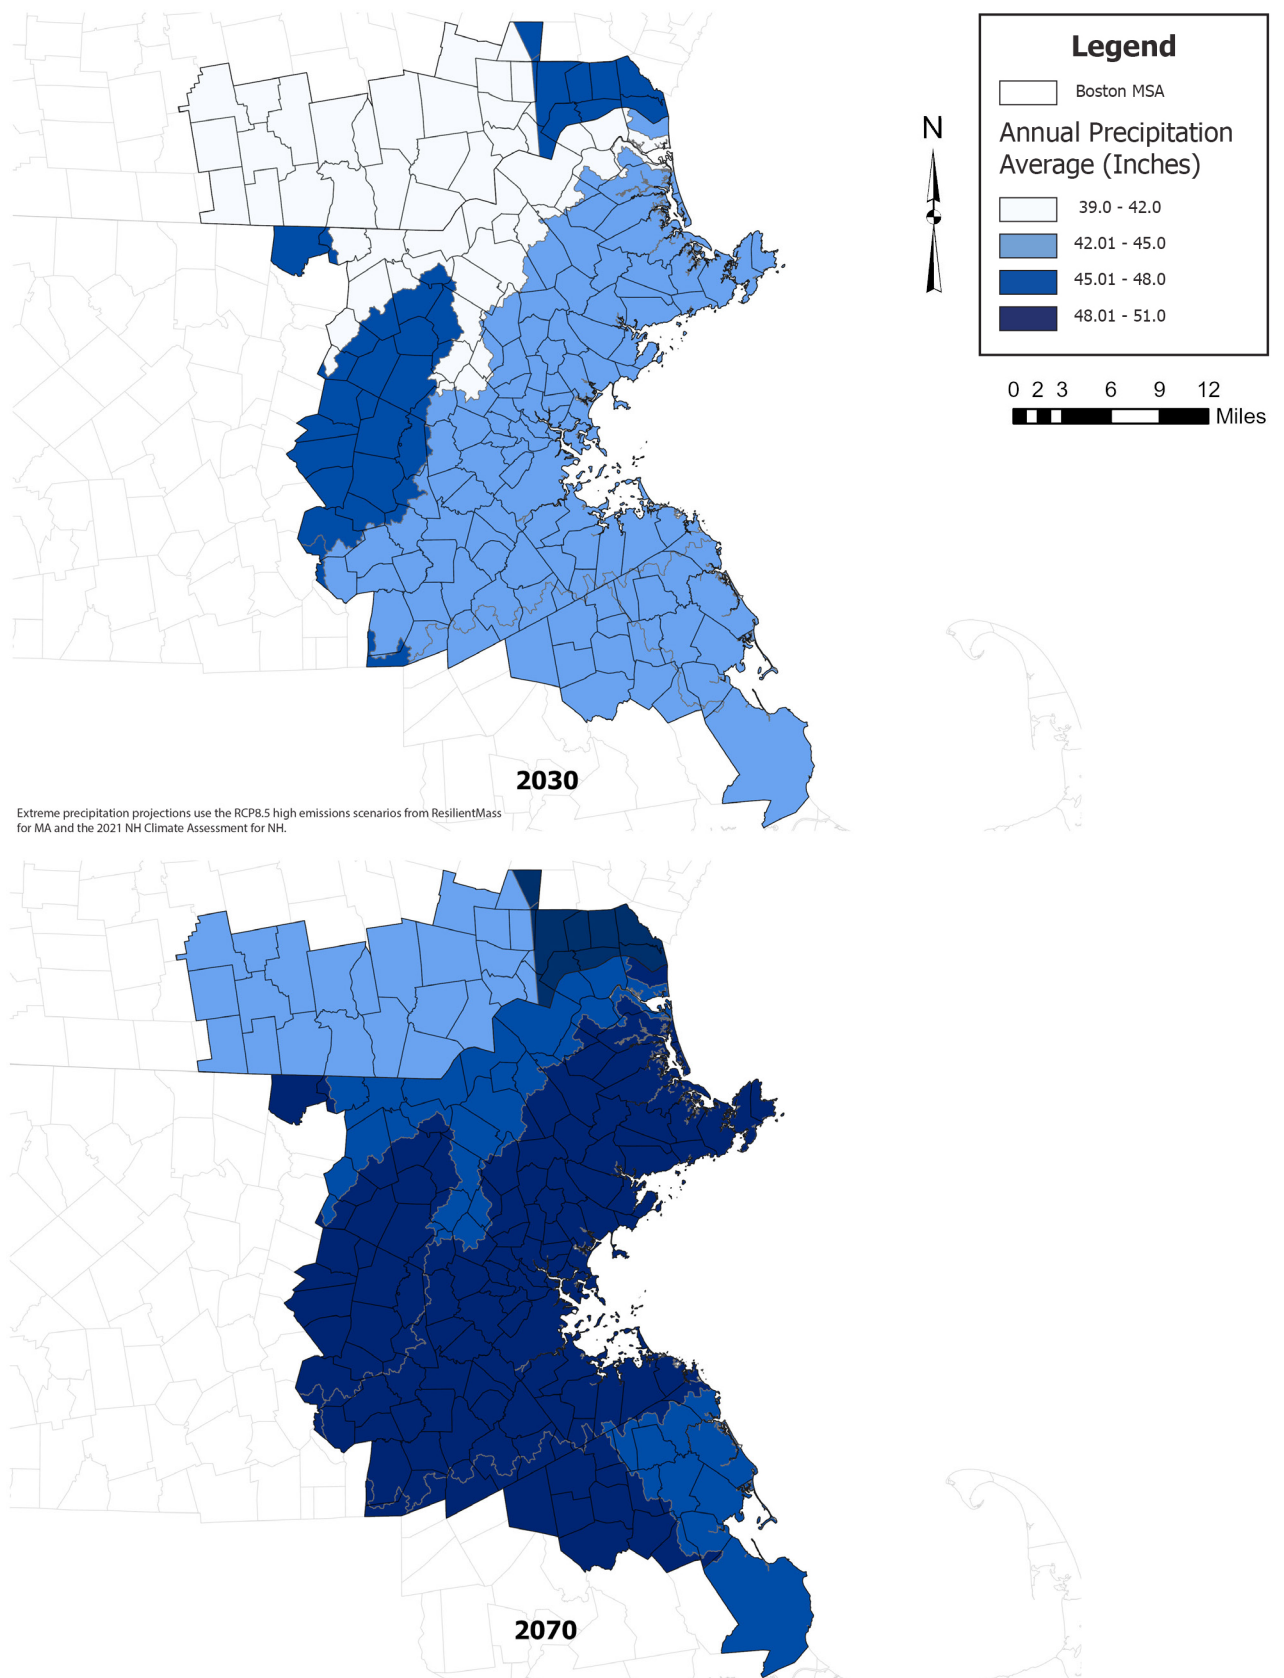 Legend
Boston MSA
Annual Precipitation
Average (Inches)
39.0 - 42.0
42.01 - 45.0
45.01 - 48.0
48.01 - 51.0
N
0 2 3 6 9 12
Miles
2030
Extreme precipitation projections use the RCP8.5 high emissions scenarios from ResilientMass
for MA and the 2021 NH Climate Assessment for NH.
2070